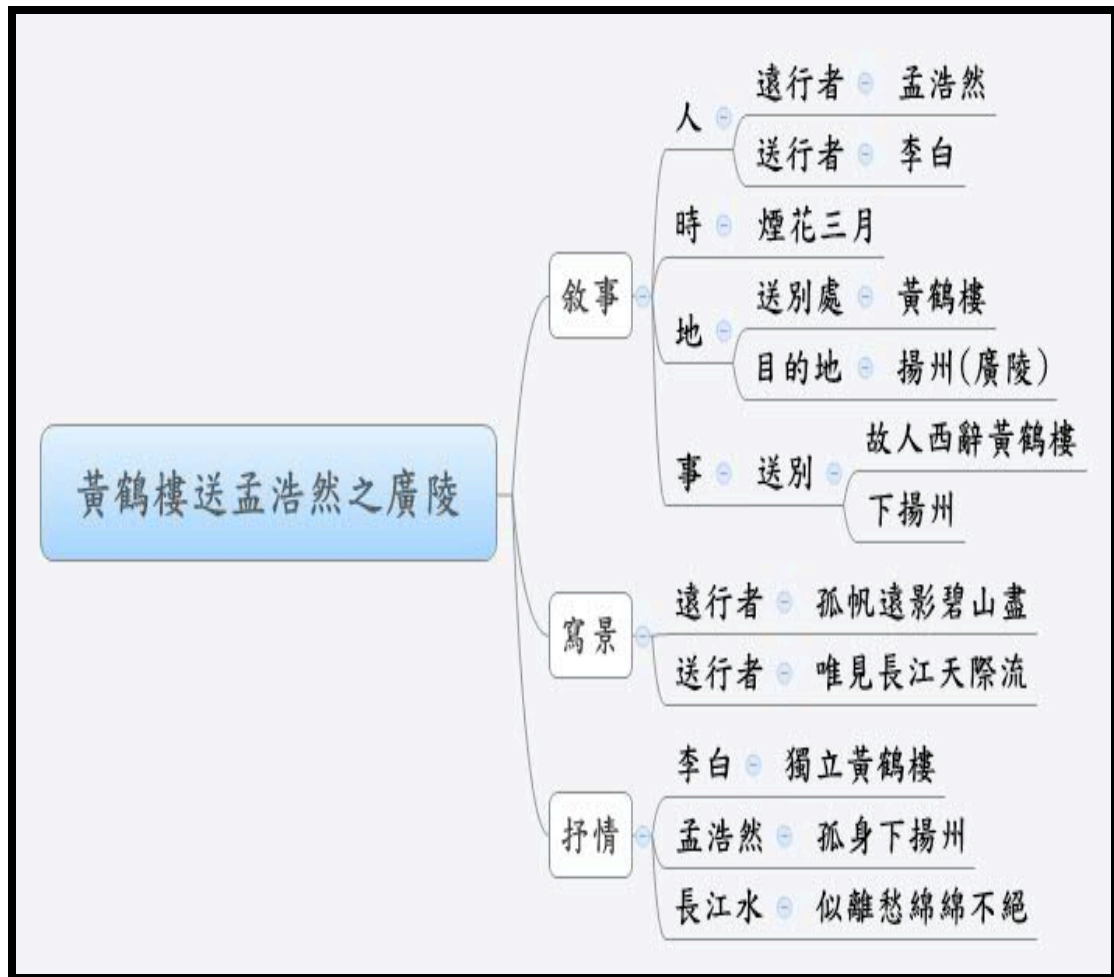 黃鶴樓送孟浩然之廣陵
敘事
人
遠行者 孟浩然
送行者 李白
時 煙花三月
地
送別處 黃鶴樓
目的地 揚州(廣陵)
事 送別
故人西辭黃鶴樓
下揚州
寫景
遠行者 孤帆遠影碧山盡
送行者 唯見長江天際流
抒情
李白 獨立黃鶴樓
孟浩然 孤身下揚州
長江水 似離愁綿綿不絕